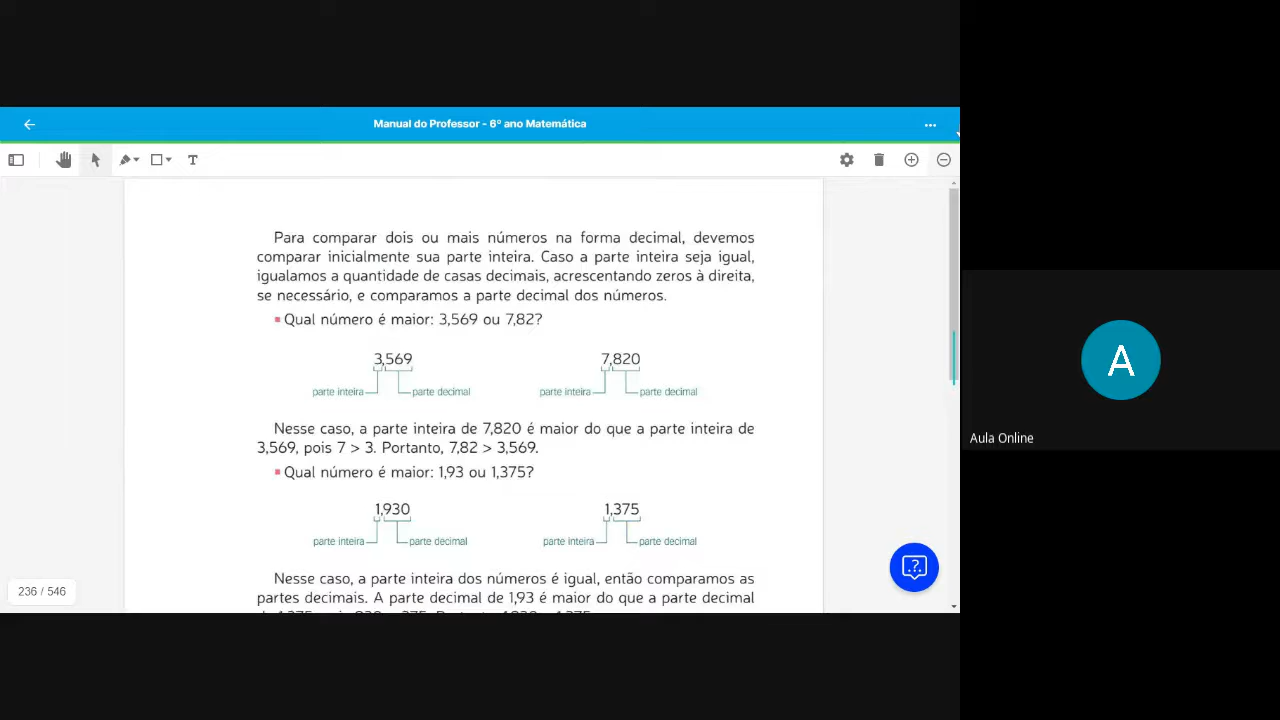 Manual do Professor - 6º ano Matemática
T
Para comparar dois ou mais números na forma decimal, devemos
comparar inicialmente sua parte inteira. Caso a parte inteira seja igual,
igualamos a quantidade de casas decimais, acrescentando zeros à direita,
se necessário, e comparamos a parte decimal dos números.
Qual número é maior: 3,569 ou 7,82?
3,569 7,820
parte inteira parte decimal parte inteira parte decimal
Nesse caso, a parte inteira de 7,820 é maior do que a parte inteira de
3,569, pois 7 > 3. Portanto, 7,82 > 3,569.
Qual número é maior: 1,93 ou 1,375?
1,930 1,375
parte inteira parte decimal parte inteira parte decimal
Nesse caso, a parte inteira dos números é igual, então comparamos as
partes decimais. A parte decimal de 1,93 é maior do que a parte decimal
236 / 546
A
Aula Online